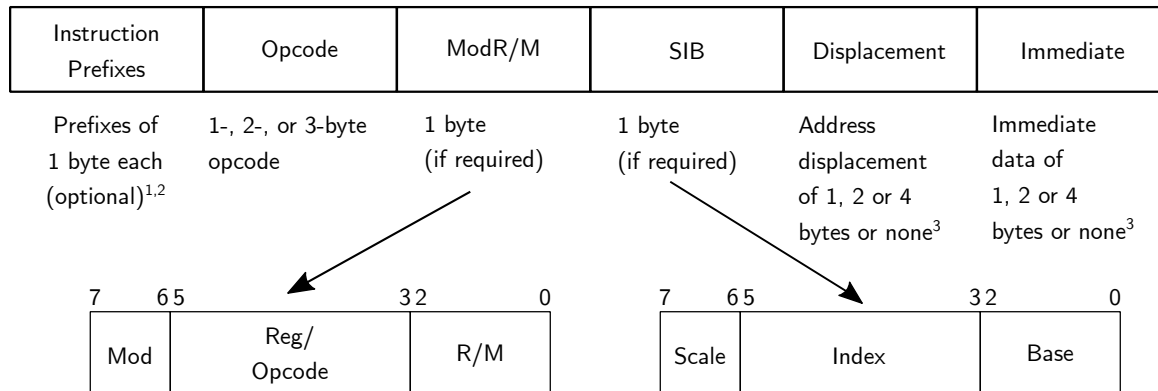 Instruction
Prefixes
Opcode
ModR/M
SIB
Displacement
Immediate
Prefixes of
1 byte each
(optional)1,2
1-, 2-, or 3-byte
opcode
1 byte
(if required)
1 byte
(if required)
Address
displacement
of 1, 2 or 4
bytes or none3
Immediate
data of
1, 2 or 4
bytes or none3
7 6 5 3 2 0
Mod
Reg/
Opcode
R/M
7 6 5 3 2 0
Scale
Index
Base